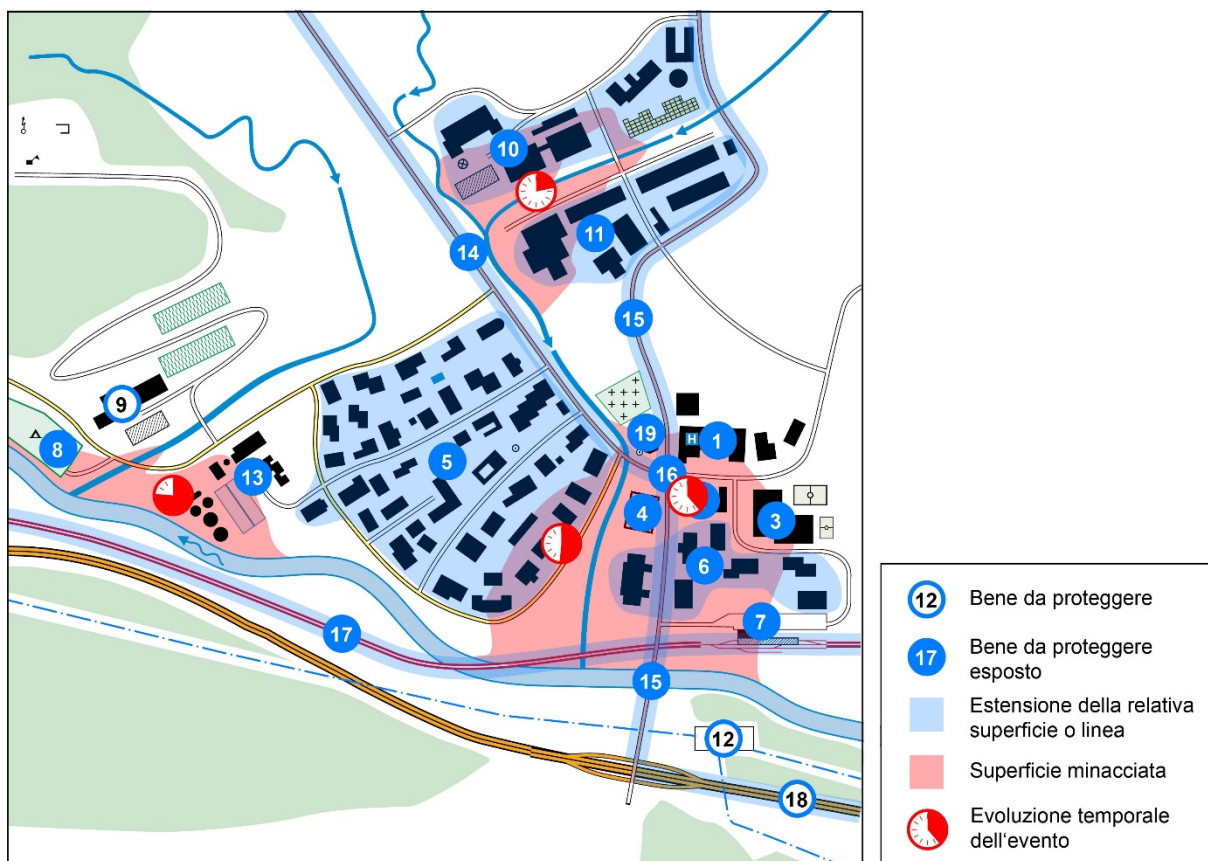 10
14
11
15
9
8
13
5
19
H
1
16
4
3
6
7
17
15
12
18
12 Bene da proteggere
17 Bene da proteggere
esposto
Estensione della relativa
superficie o linea
Superficie minacciata
Evoluzione temporale
dell‘evento